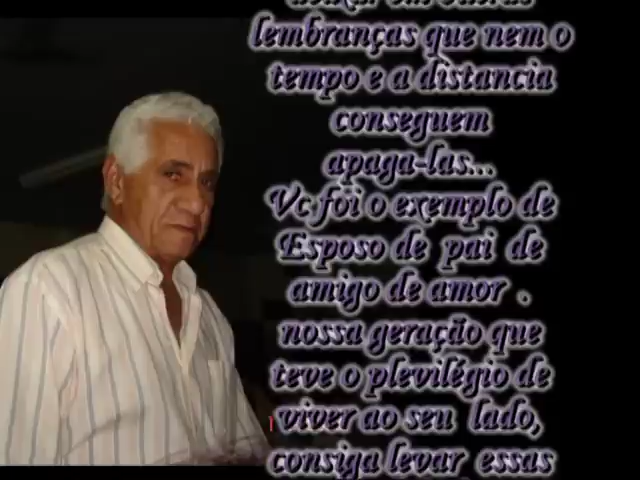 lembranças que nem o
tempo e a distancia
conseguem
apaga-las...
Vc foi o exemplo de
Esposo de pai de
amigo de amor .
nossa geração que
teve o plevilégio de
viver ao seu lado,
consiga levar essas